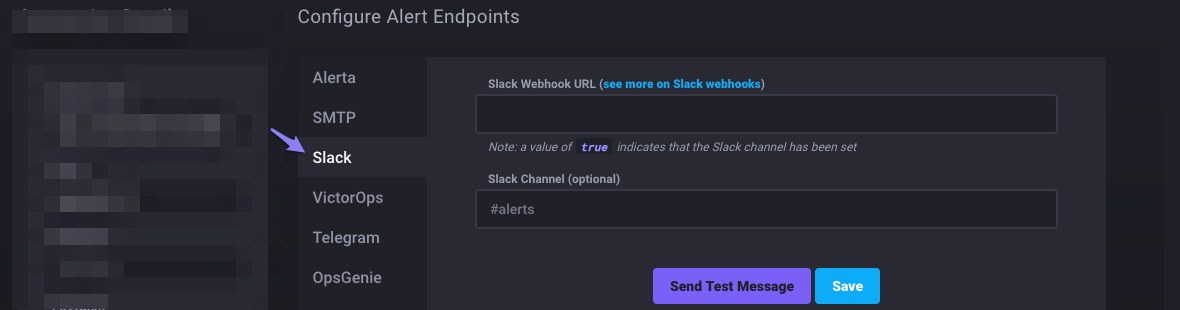 Configure Alert Endpoints
Alerta
SMTP
Slack
VictorOps
Telegram
OpsGenie
Slack Webhook URL (see more on Slack webhooks)
Note: a value of true indicates that the Slack channel has been set
Slack Channel (optional)
#alerts
Send Test Message
Save